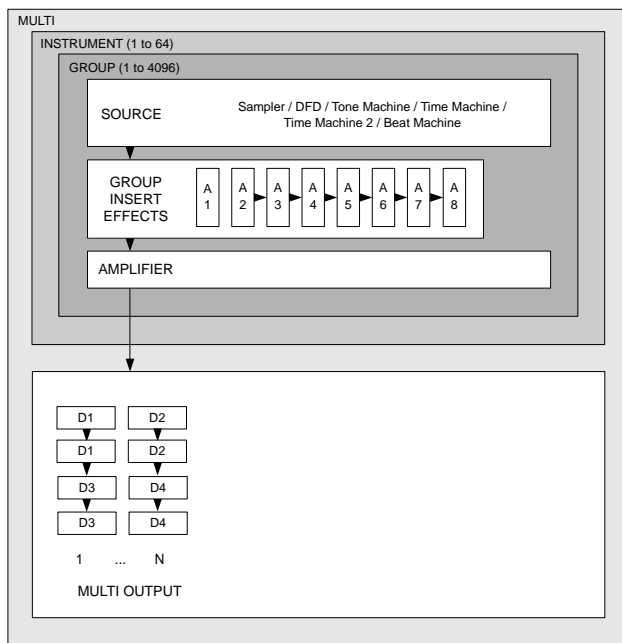 MULTI
INSTRUMENT (1 to 64)
GROUP (1 to 4096)
SOURCE
Sampler / DFD / Tone Machine / Time Machine /
Time Machine 2 / Beat Machine
GROUP
INSERT
EFFECTS
A A A A A A A A
1 2 3 4 5 6 7 8
AMPLIFIER
D1 D2
D1 D2
D3 D4
D3 D4
1 ... N
MULTI OUTPUT